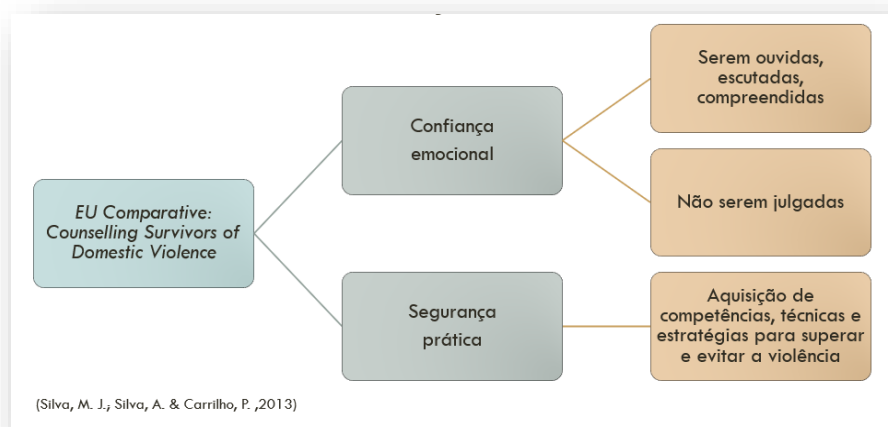 EU Comparative:
Counselling Survivors of
Domestic Violence
Confiança
emocional
Serem ouvidas,
escutadas,
compreendidas
Não serem julgadas
Segurança
prática
Aquisição de
competências, técnicas e
estratégias para superar
e evitar a violência
(Silva, M. J.; Silva, A. & Carrilho, P. ,2013)